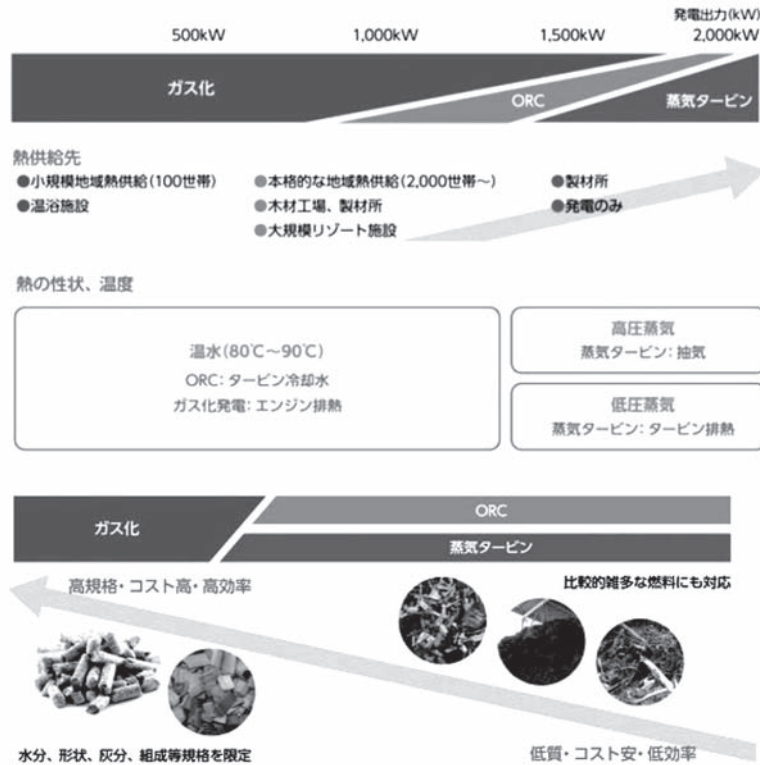 発電出力(kW)
500kW 1,000kW 1,500kW 2,000kW
ガス化
ORC
蒸気タービン
熱供給先
●小規模地域熱供給(100世帯)
●温浴施設
●本格的な地域熱供給(2,000世帯〜)
●木材工場、製材所
●大規模リゾート施設
●製材所
●発電のみ
熱の性状、温度
温水(80℃〜90℃)
ORC:タービン冷却水
ガス化発電:エンジン排熱
高圧蒸気
蒸気タービン:抽気
低圧蒸気
蒸気タービン:タービン排熱
ガス化
ORC
蒸気タービン
高規格・コスト高・高効率
比較的雑多な燃料にも対応
水分、形状、灰分、組成等規格を限定
低質・コスト安・低効率